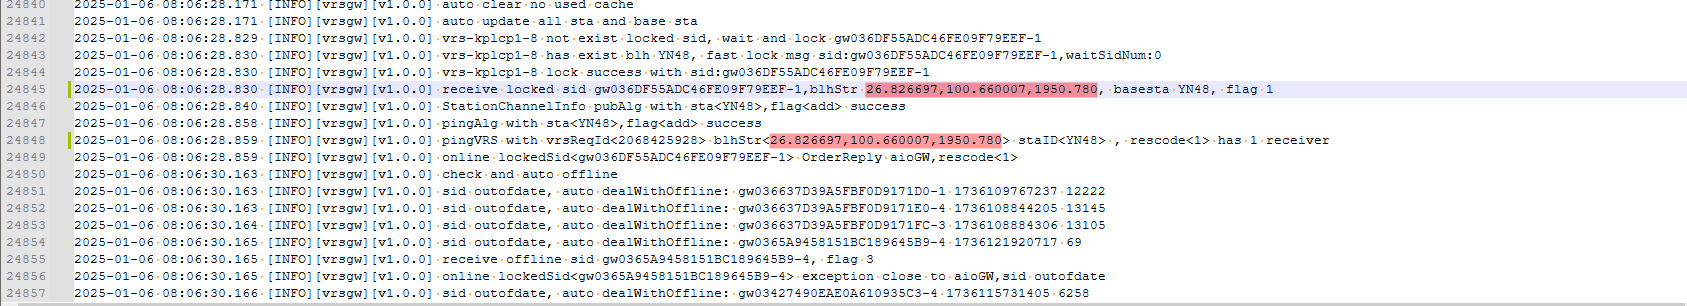 24840 2025-01-06 08:06:28.171 [INFO][vrsgw][v1.0.0] auto clear no used cache
24841 2025-01-06 08:06:28.171 [INFO][vrsgw][v1.0.0] auto update all sta and base sta
24842 2025-01-06 08:06:28.829 [INFO][vrsgw][v1.0.0] vrs-kplcp1-8 not exist locked sid, wait and lock gw036DF55ADC46FE09F79EEF-1
24843 2025-01-06 08:06:28.830 [INFO][vrsgw][v1.0.0] vrs-kplcp1-8 has exist blh YN48, fast lock msg sid:gw036DF55ADC46FE09F79EEF-1,waitSidNum:0
24844 2025-01-06 08:06:28.830 [INFO][vrsgw][v1.0.0] vrs-kplcp1-8 lock success with sid:gw036DF55ADC46FE09F79EEF-1
24845 2025-01-06 08:06:28.830 [INFO][vrsgw][v1.0.0] receive locked sid gw036DF55ADC46FE09F79EEF-1,blhStr 26.826697,100.660007,1950.780, basesta YN48, flag 1
24846 2025-01-06 08:06:28.840 [INFO][vrsgw][v1.0.0] StationChannelInfo pubAlg with sta<YN48>,flag<add> success
24847 2025-01-06 08:06:28.858 [INFO][vrsgw][v1.0.0] pingAlg with sta<YN48>,flag<add> success
24848 2025-01-06 08:06:28.859 [INFO][vrsgw][v1.0.0] pingVRS with vrsReqId<2068425928> blhStr<26.826697,100.660007,1950.780> staID<YN48> , rescode<1> has 1 receiver
24849 2025-01-06 08:06:28.859 [INFO][vrsgw][v1.0.0] online lockedSid<gw036DF55ADC46FE09F79EEF-1> OrderReply aioGW,rescode<1>
24850 2025-01-06 08:06:30.163 [INFO][vrsgw][v1.0.0] check and auto offline
24851 2025-01-06 08:06:30.163 [INFO][vrsgw][v1.0.0] sid outofdate, auto dealWithOffline: gw036637D39A5FBF0D9171D0-1 1736109767237 12222
24852 2025-01-06 08:06:30.163 [INFO][vrsgw][v1.0.0] sid outofdate, auto dealWithOffline: gw036637D39A5FBF0D9171E0-4 1736108844205 13145
24853 2025-01-06 08:06:30.164 [INFO][vrsgw][v1.0.0] sid outofdate, auto dealWithOffline: gw036637D39A5FBF0D9171FC-3 1736108884306 13105
24854 2025-01-06 08:06:30.165 [INFO][vrsgw][v1.0.0] sid outofdate, auto dealWithOffline: gw0365A9458151BC189645B9-4 1736121920717 69
24855 2025-01-06 08:06:30.165 [INFO][vrsgw][v1.0.0] receive offline sid gw0365A9458151BC189645B9-4, flag 3
24856 2025-01-06 08:06:30.165 [INFO][vrsgw][v1.0.0] online lockedSid<gw0365A9458151BC189645B9-4> exception close to aioGW,sid outofdate
24857 2025-01-06 08:06:30.166 [INFO][vrsgw][v1.0.0] sid outofdate, auto dealWithOffline: gw03427490EAE0A610935C3-4 1736115731405 6258